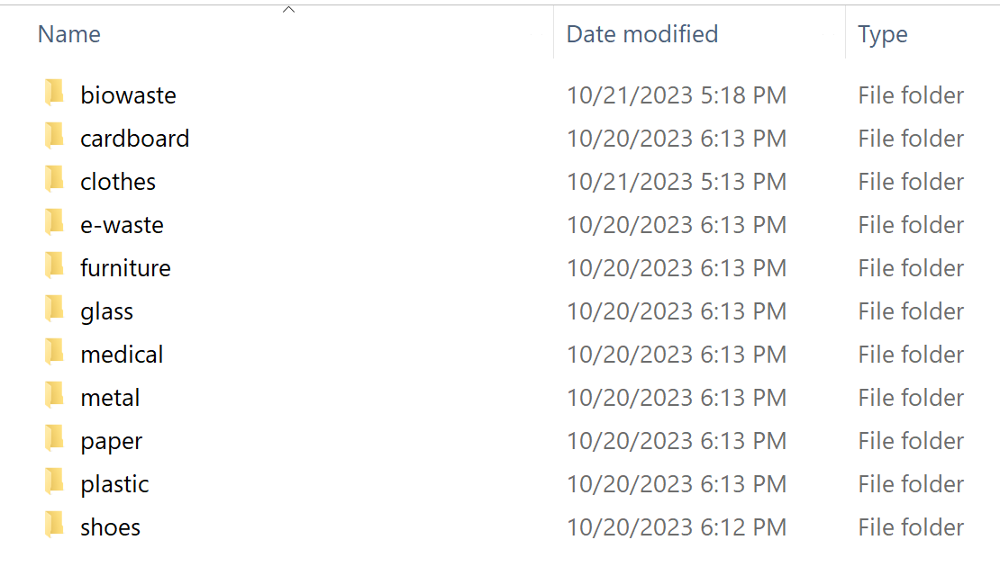 Name Date modified Type
biowaste 10/21/2023 5:18 PM File folder
cardboard 10/20/2023 6:13 PM File folder
clothes 10/21/2023 5:13 PM File folder
e-waste 10/20/2023 6:13 PM File folder
furniture 10/20/2023 6:13 PM File folder
glass 10/20/2023 6:13 PM File folder
medical 10/20/2023 6:13 PM File folder
metal 10/20/2023 6:13 PM File folder
paper 10/20/2023 6:13 PM File folder
plastic 10/20/2023 6:13 PM File folder
shoes 10/20/2023 6:12 PM File folder